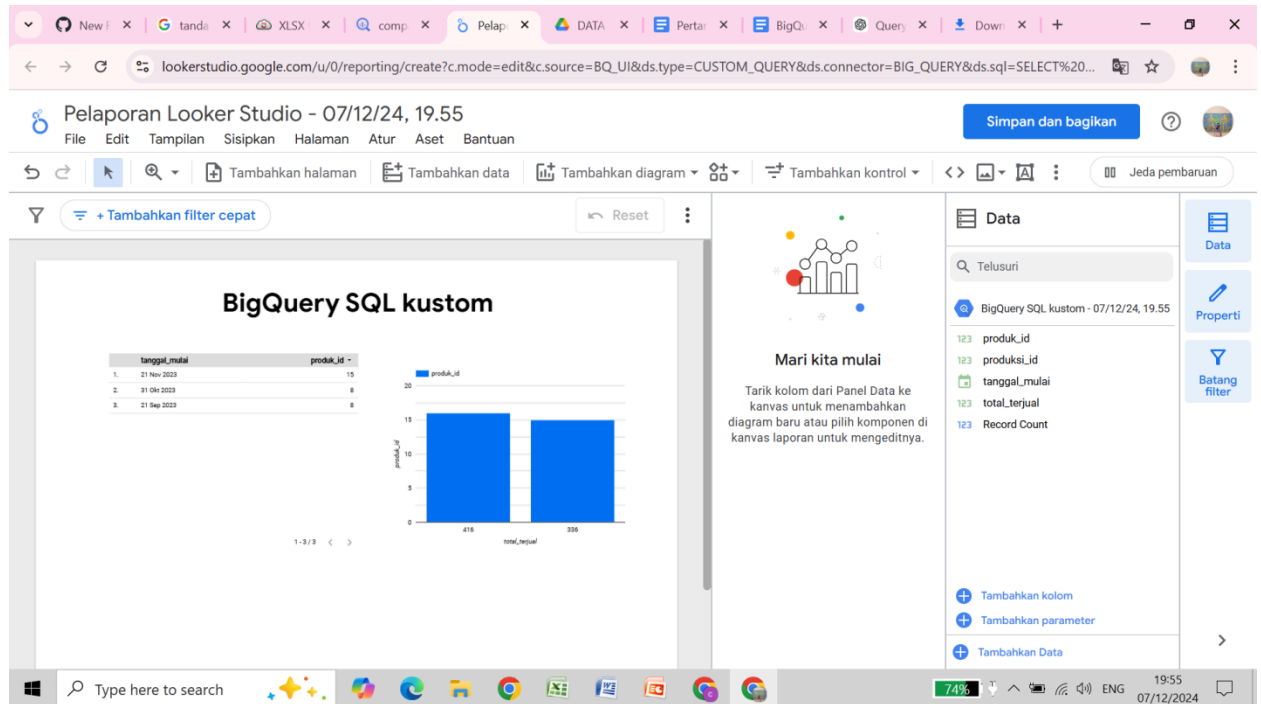 New F
tanda
XLSX
comp
Pelap
DATA
Pertar
BigQu
Query
Down
lookerstudio.google.com/u/0/reporting/create?c.mode=edit&c.source=BQ_UI&ds.type=CUSTOM_QUERY&ds.connector=BIG_QUERY&ds.sql=SELECT%20...
Pelaporan Looker Studio - 07/12/24, 19.55
File Edit Tampilan Sisipkan Halaman Atur Aset Bantuan
Simpan dan bagikan
Tambahkan halaman
Tambahkan data
Tambahkan diagram
Tambahkan kontrol
Jeda pembaruan
+ Tambahkan filter cepat
Reset
BigQuery SQL kustom
tanggal_mulai produk_id
1. 21 Nov 2023 15
2. 31 Okt 2023 8
3. 21 Sep 2023 8
1-3/3
produk_id
20
15
10
5
0
produk_id
416 336
total_terjual
Mari kita mulai
Tarik kolom dari Panel Data ke
kanvas untuk menambahkan
diagram baru atau pilih komponen di
kanvas laporan untuk mengeditnya.
Data
Telusuri
BigQuery SQL kustom - 07/12/24, 19.55
123 produk_id
123 produksi_id
tanggal_mulai
123 total_terjual
123 Record Count
Tambahkan kolom
Tambahkan parameter
Tambahkan Data
Data
Properti
Batang
filter
Type here to search
74%
ENG
19:55
07/12/2024